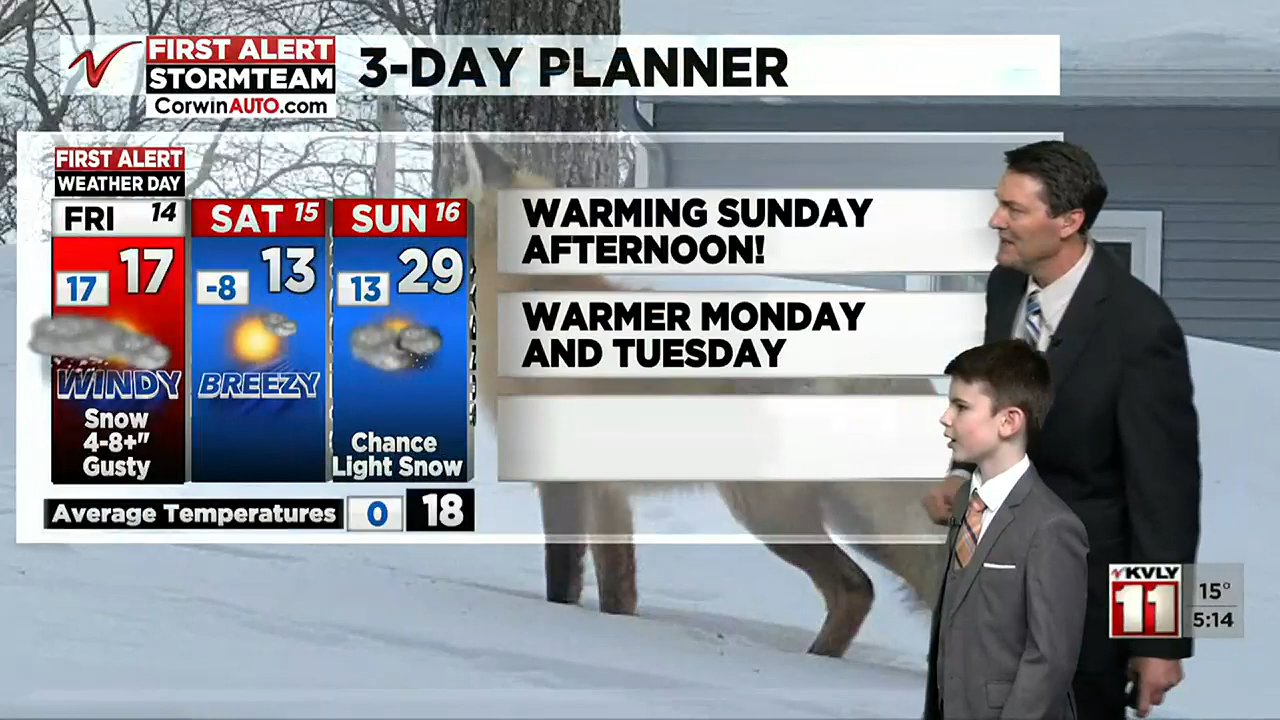 FIRST ALERT
STORMTEAM
CorwinAUTO.com
3-DAY PLANNER
FIRST ALERT
WEATHER DAY
FRI 14
17 17
WINDY
Snow
4-8+"
Gusty
SAT 15
-8 13
BREEZY
SUN 16
13 29
Chance
Light Snow
Average Temperatures 0 18
WARMING SUNDAY
AFTERNOON!
WARMER MONDAY
AND TUESDAY
KVLY
11
15°
5:14